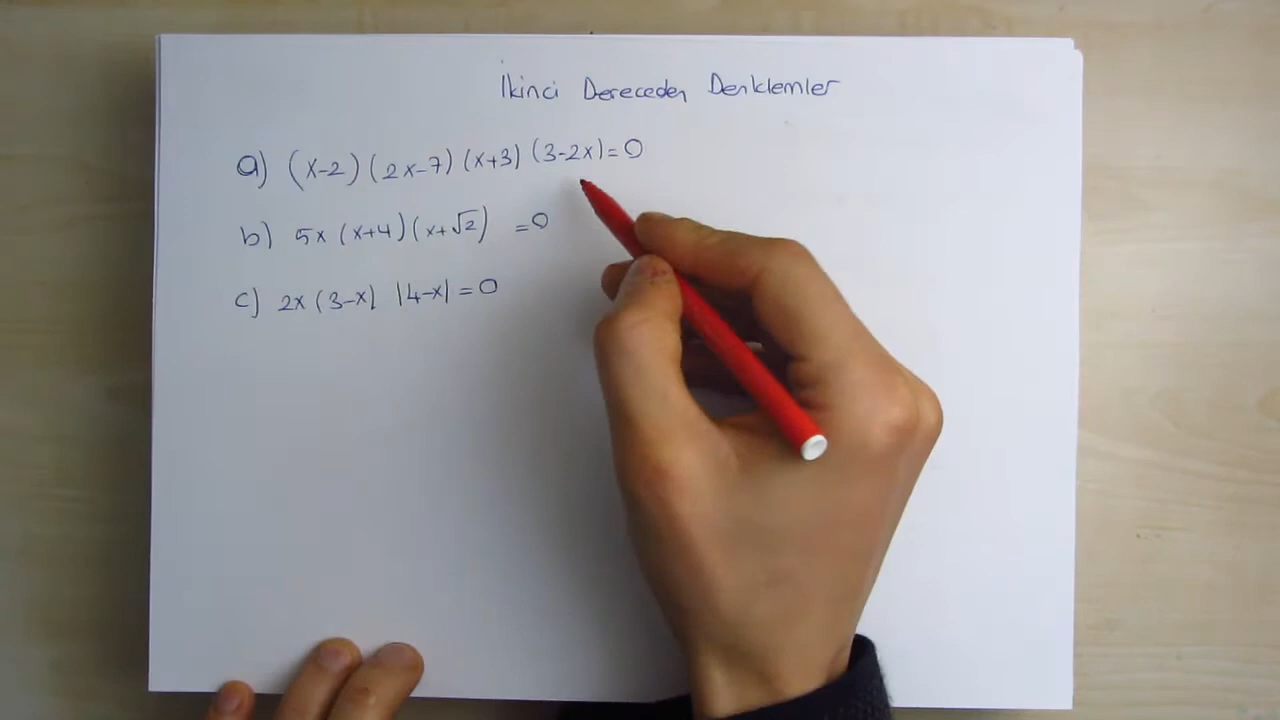 İkinci Dereceden Denklemler
a) (x-2)(2x-7)(x+3)(3-2x)=0
b) 5x(x+4)(x+√2) =0
c) 2x(3-x) |4-x|=0